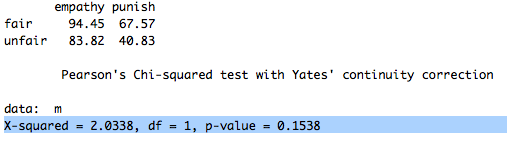 empathy punish
fair 94.45 67.57
unfair 83.82 40.83
Pearson's Chi-squared test with Yates' continuity correction
data: m
X-squared = 2.0338, df = 1, p-value = 0.1538